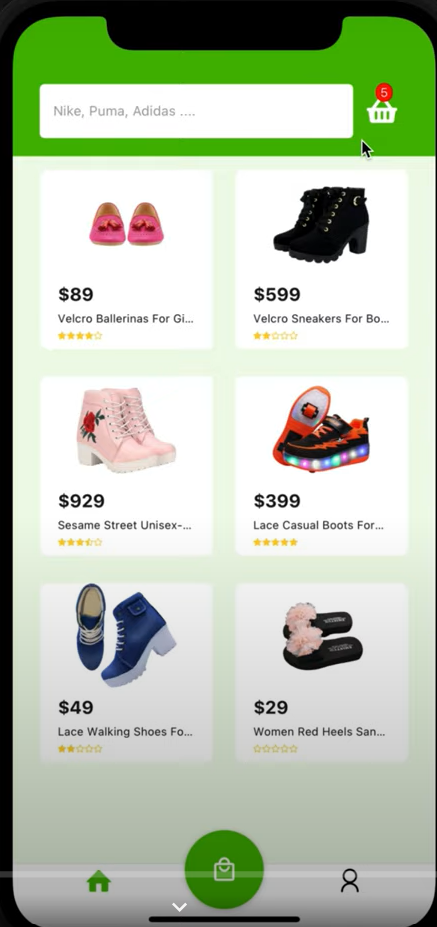 Nike, Puma, Adidas ....
5
$89
Velcro Ballerinas For Gi...
$599
Velcro Sneakers For Bo...
$929
Sesame Street Unisex-...
$399
Lace Casual Boots For...
$49
Lace Walking Shoes Fo...
$29
Women Red Heels San...